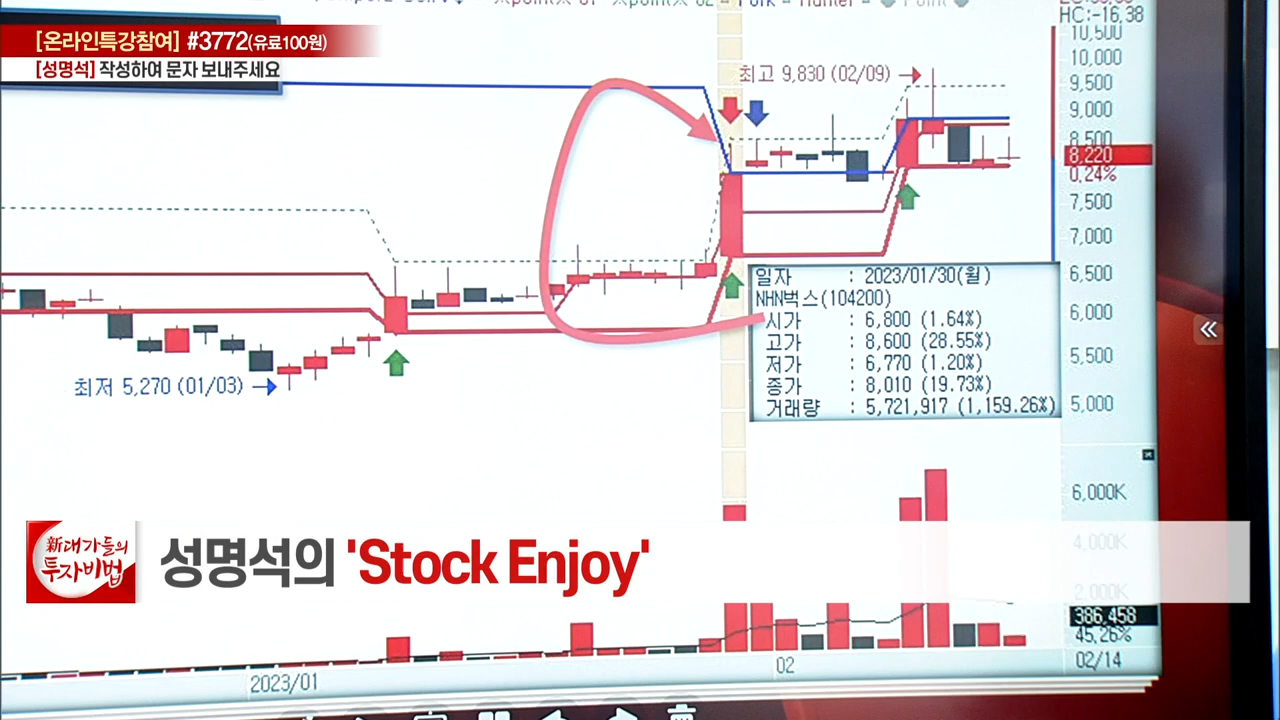 HC:-16,38
[온라인특강참여] #3772(유료100원)
[성명석] 작성하여 문자 보내주세요
10,500
10,000
9,500
9,000
8,500
8,220
0,24%
7,500
7,000
6,500
6,000
5,500
5,000
최고 9,830 (02/09)
최저 5,270 (01/03)
일자 : 2023/01/30(월)
NHN벅스(104200)
시가 : 6,800 (1.64%)
고가 : 8,600 (28.55%)
저가 : 6,770 (1.20%)
종가 : 8,010 (19.73%)
거래량 : 5,721,917 (1,159.26%)
6,000K
4,000K
2,000K
386,458
45,26%
新대가들의
투자비법
성명석의 'Stock Enjoy'
2023/01
02
02/14